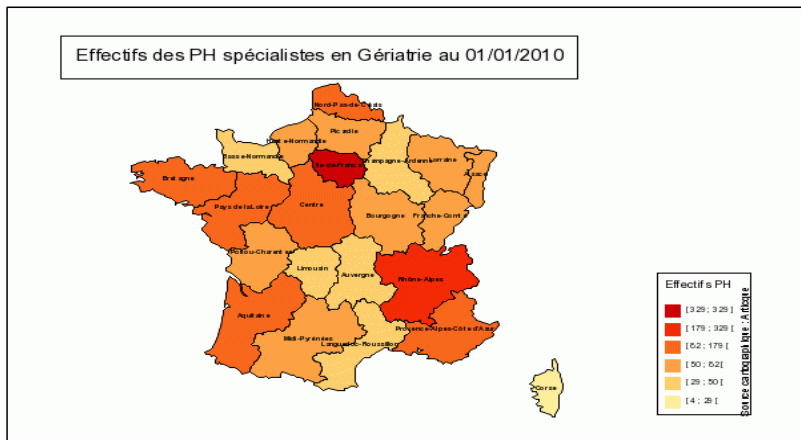 Effectifs des PH spécialistes en Gériatrie au 01/01/2010
Nord-Pas-de-Calais
Picardie
Haute-Normandie
Basse-Normandie
Ile-de-France
Champagne-Ardenne
Lorraine
Alsace
Bretagne
Pays de la Loire
Centre
Bourgogne
Franche-Comté
Poitou-Charentes
Limousin
Auvergne
Rhône-Alpes
Aquitaine
Midi-Pyrénées
Languedoc-Roussillon
Provence-Alpes-Côte d'Azur
Corse
Effectifs PH
[329 ; 329]
[179 ; 329[
[62 ; 179[
[50 ; 62[
[29 ; 50[
[4 ; 29[
Source cartographique : Articque